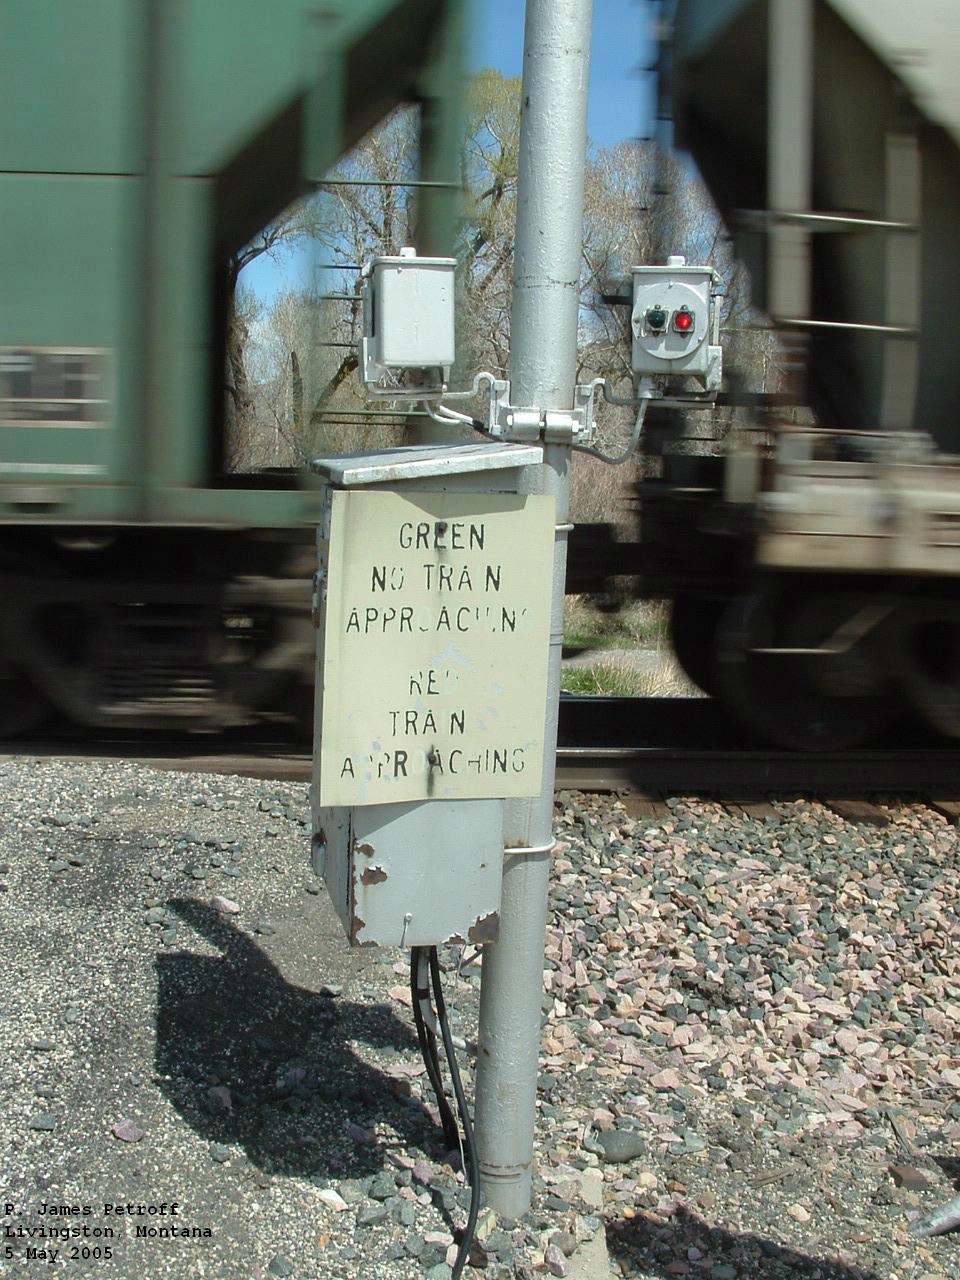 GREEN
NO TRAIN
APPROACHING
RED
TRAIN
APPROACHING
R. James Petroff
Livingston, Montana
5 May 2005